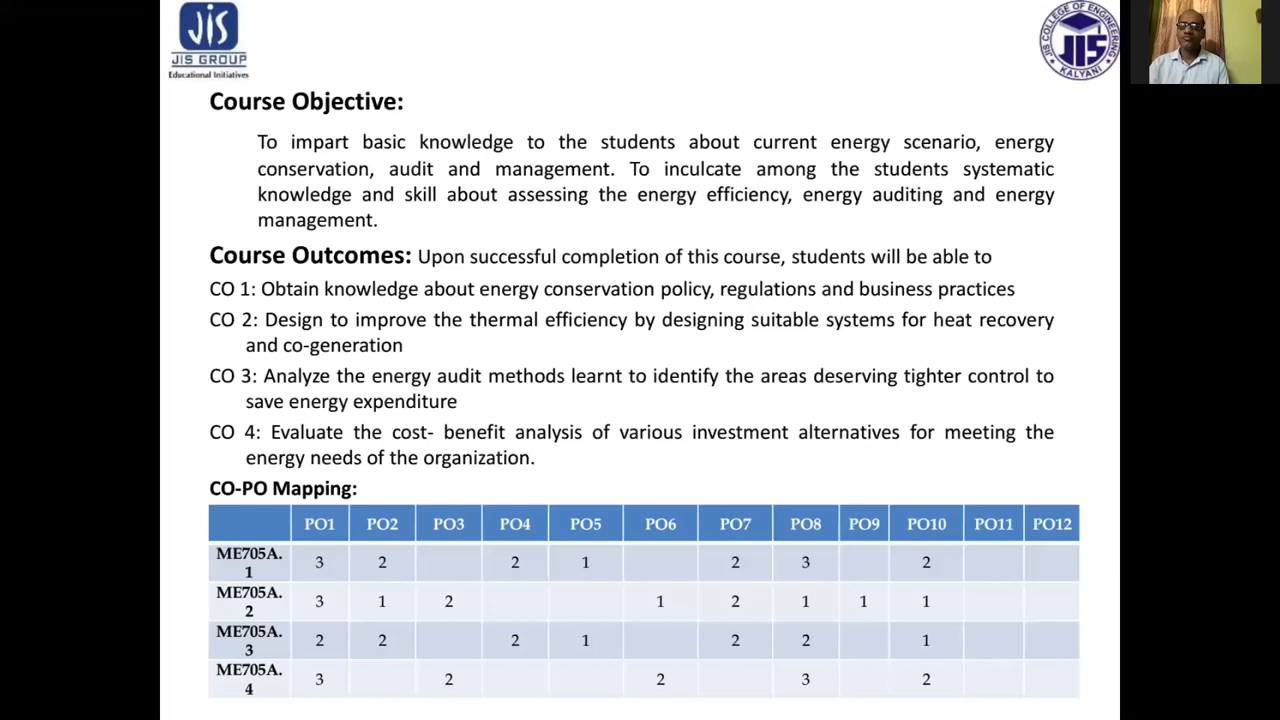 JIS
JIS GROUP
Educational Initiatives
JIS COLLEGE OF ENGINEERING
JIS
KALYANI
Course Objective:
To impart basic knowledge to the students about current energy scenario, energy
conservation, audit and management. To inculcate among the students systematic
knowledge and skill about assessing the energy efficiency, energy auditing and energy
management.
Course Outcomes: Upon successful completion of this course, students will be able to
CO 1: Obtain knowledge about energy conservation policy, regulations and business practices
CO 2: Design to improve the thermal efficiency by designing suitable systems for heat recovery
and co-generation
CO 3: Analyze the energy audit methods learnt to identify the areas deserving tighter control to
save energy expenditure
CO 4: Evaluate the cost- benefit analysis of various investment alternatives for meeting the
energy needs of the organization.
CO-PO Mapping:
PO1 PO2 PO3 PO4 PO5 PO6 PO7 PO8 PO9 PO10 PO11 PO12
ME705A.
1 3 2 2 1 2 3 2
ME705A.
2 3 1 2 1 2 1 1 1
ME705A.
3 2 2 2 1 2 2 1
ME705A.
4 3 2 2 3 2